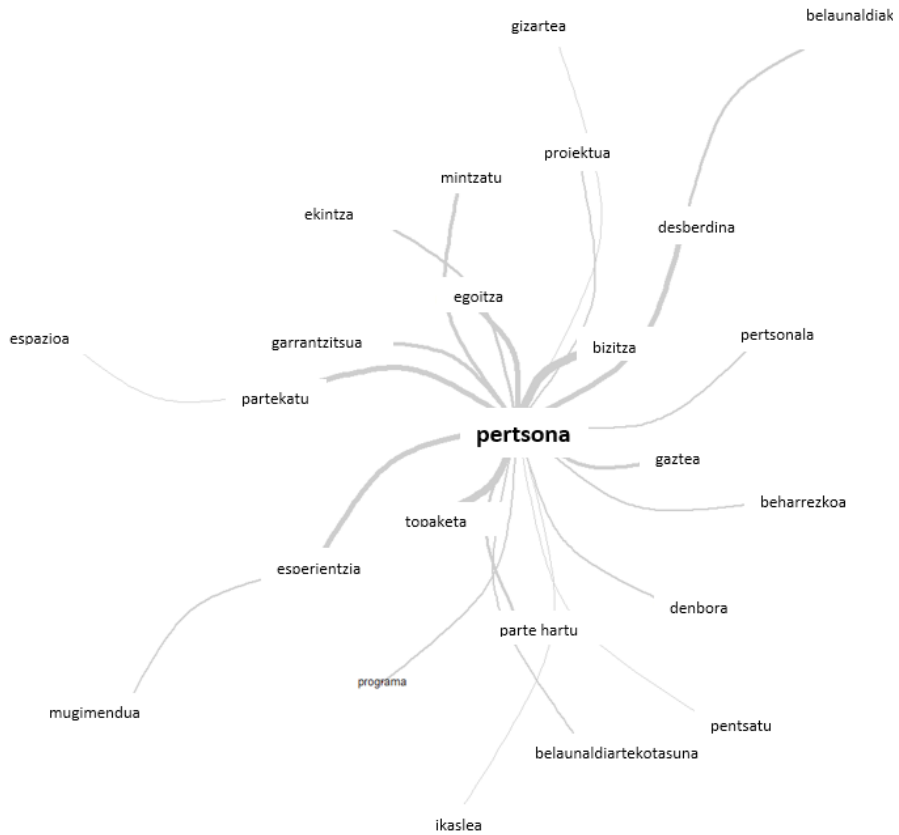 belaunaldiak
gizartea
proiektua
mintzatu
ekintza
desberdina
egoitza
espazioa
garrantzitsua
bizitza
pertsonala
partekatu
pertsona
gaztea
beharrezkoa
topaketa
esperientzia
denbora
parte hartu
programa
mugimendua
pentsatu
belaunaldiartekotasuna
ikaslea